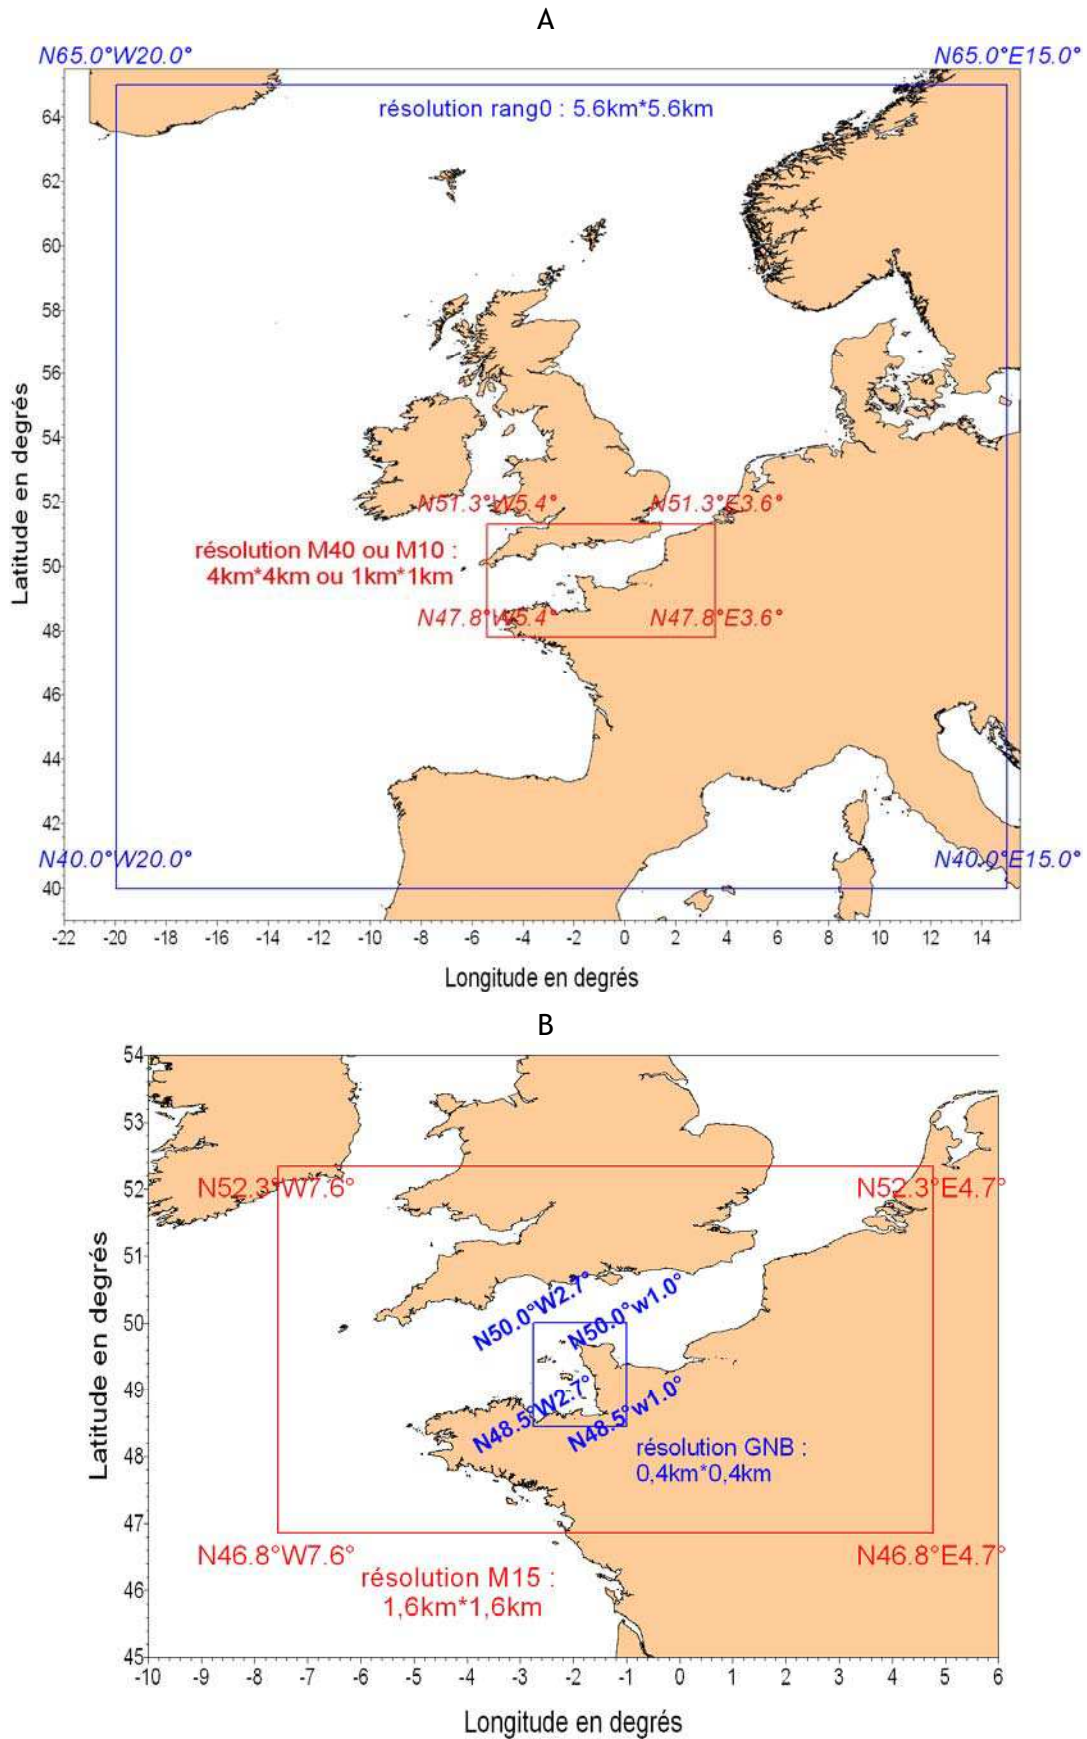 A
N65.0°W20.0° N65.0°E15.0°
résolution rang0 : 5.6km*5.6km
64
62
60
58
56
54
52
50
48
46
44
42
40
Latitude en degrés
N51.3°W5.4° N51.3°E3.6°
résolution M40 ou M10 :
4km*4km ou 1km*1km
N47.8°W5.4° N47.8°E3.6°
N40.0°W20.0° N40.0°E15.0°
-22 -20 -18 -16 -14 -12 -10 -8 -6 -4 -2 0 2 4 6 8 10 12 14
Longitude en degrés
B
54
53
52
51
50
49
48
47
46
45
Latitude en degrés
N52.3°W7.6° N52.3°E4.7°
N50.0°W2.7° N50.0°w1.0°
N48.5°W2.7° N48.5°w1.0°
résolution GNB :
0,4km*0,4km
N46.8°W7.6° N46.8°E4.7°
résolution M15 :
1,6km*1,6km
-10 -9 -8 -7 -6 -5 -4 -3 -2 -1 0 1 2 3 4 5 6
Longitude en degrés